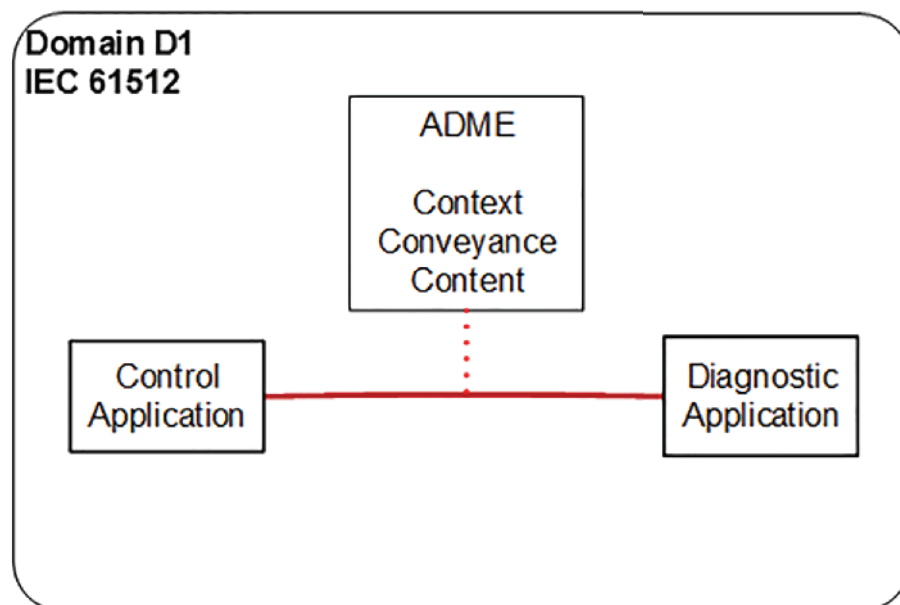 Domain D1
IEC 61512
ADME
Context
Conveyance
Content
Control
Application
Diagnostic
Application